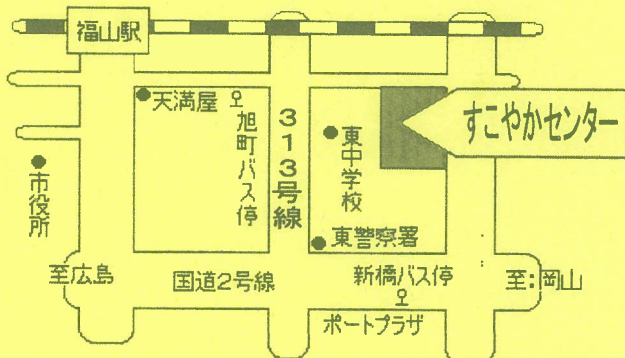 福山駅
天満屋
旭町バス停
313号線
東中学校
すこやかセンター
市役所
東警察署
至広島
国道2号線
新橋バス停
至:岡山
ポートプラザ